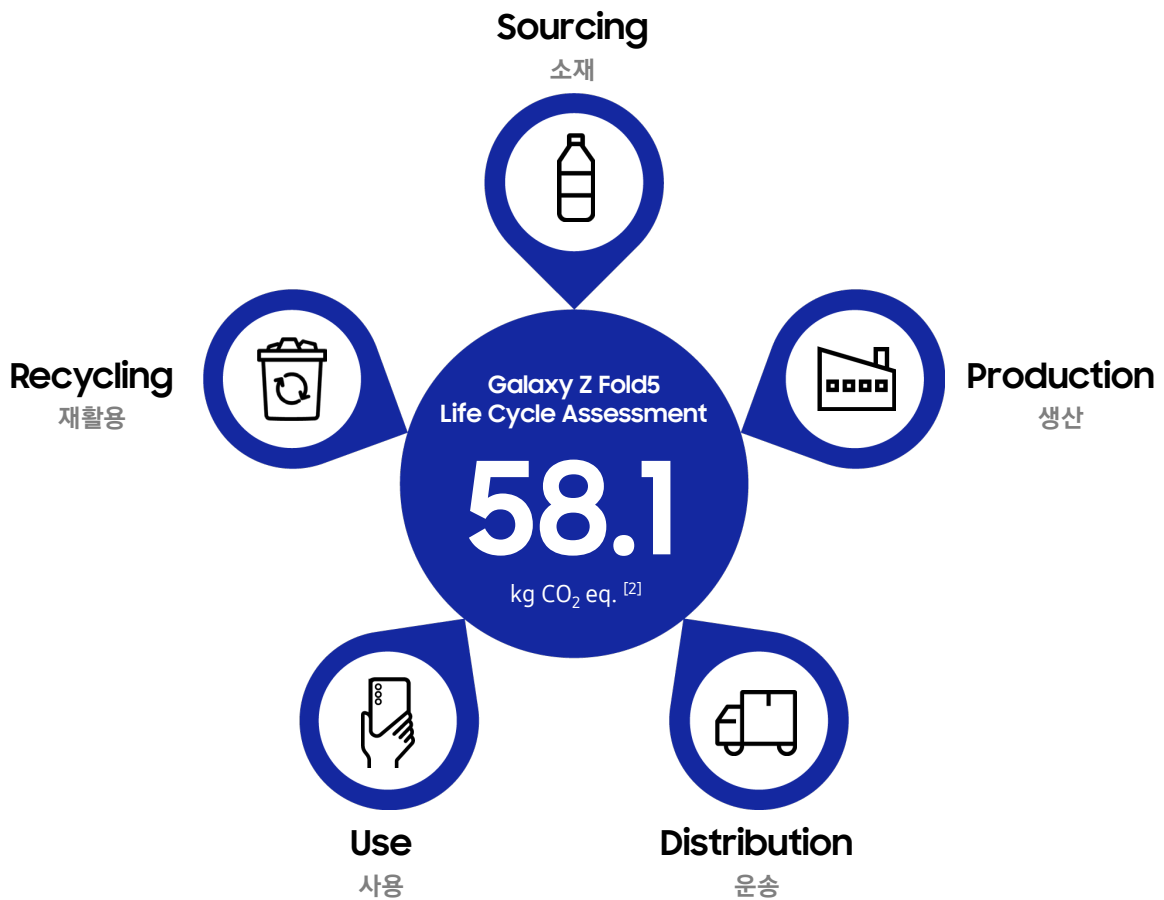 Sourcing
소재
Recycling
재활용
Production
생산
Galaxy Z Fold5
Life Cycle Assessment
58.1
kg CO₂ eq. [2]
Use
사용
Distribution
운송